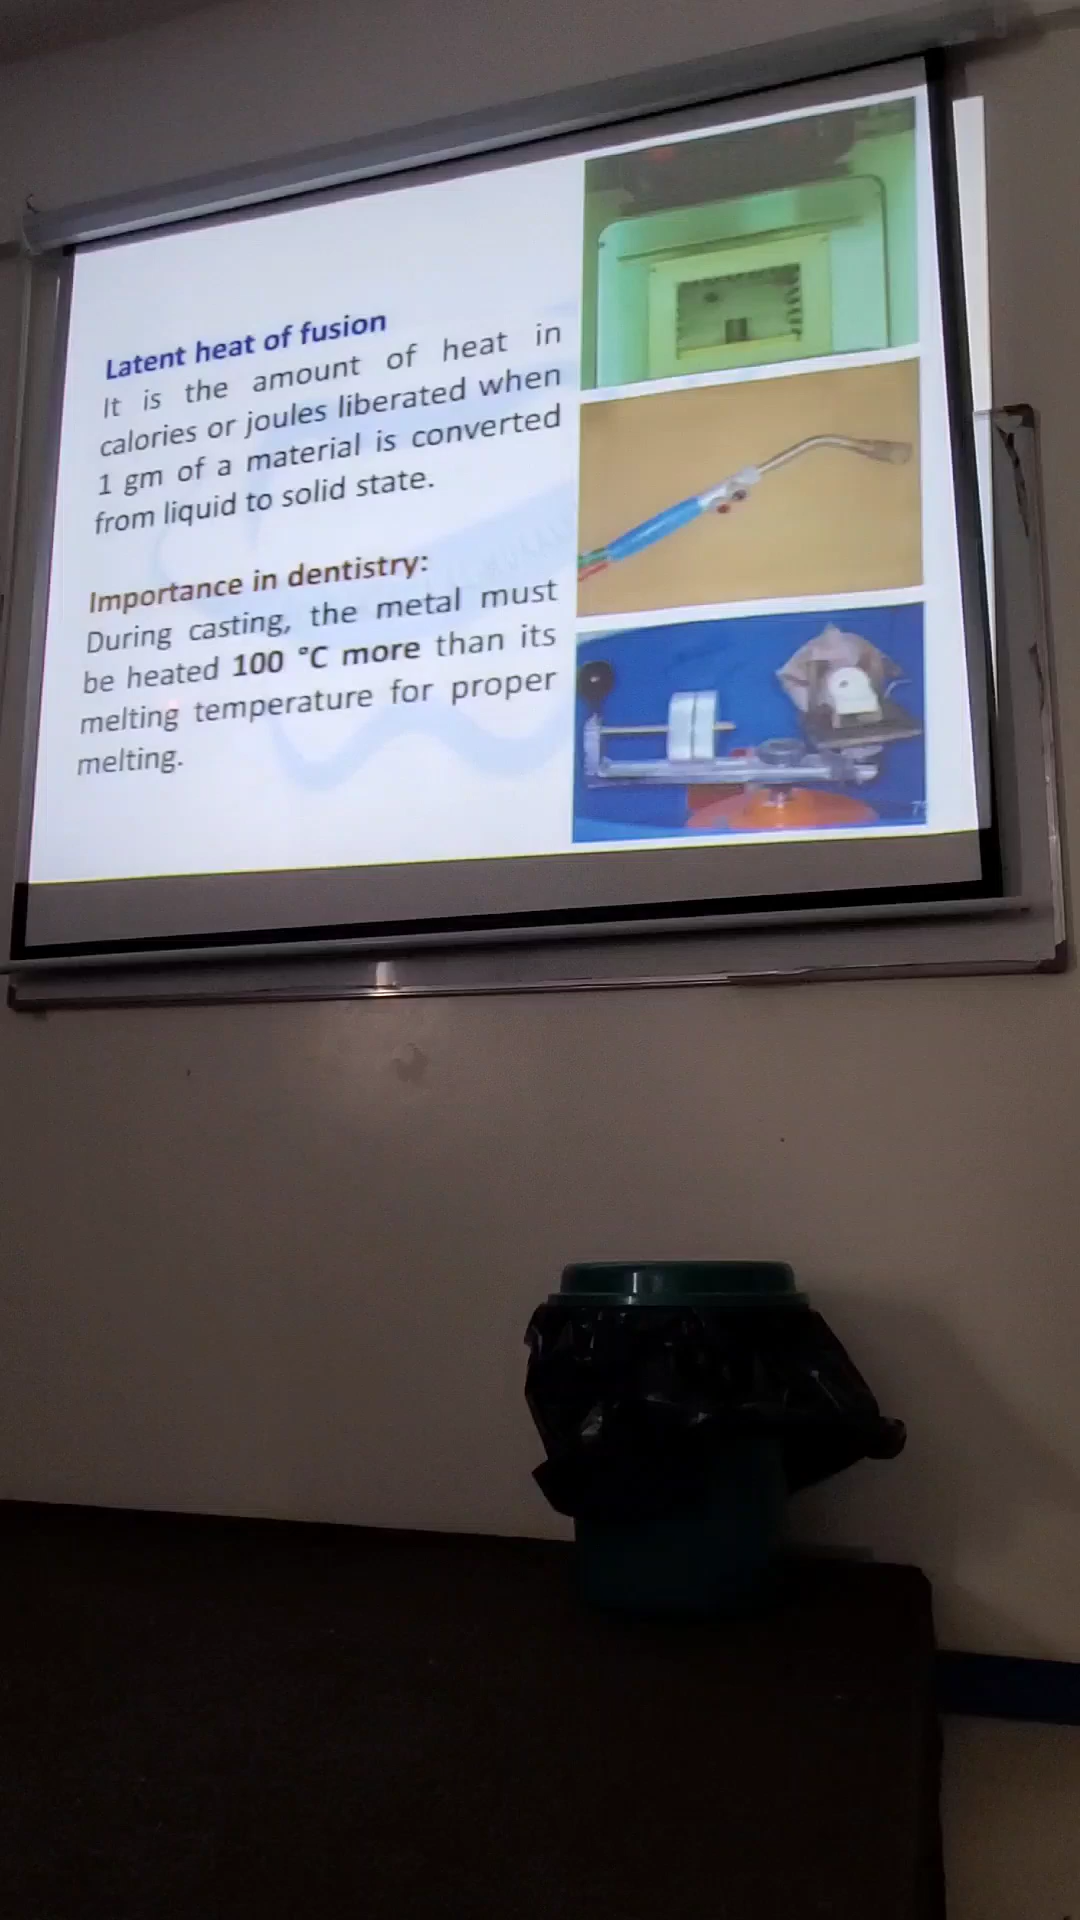 Latent heat of fusion
It is the amount of heat in
calories or joules liberated when
1 gm of a material is converted
from liquid to solid state.
Importance in dentistry:
During casting, the metal must
be heated 100 °C more than its
melting temperature for proper
melting.